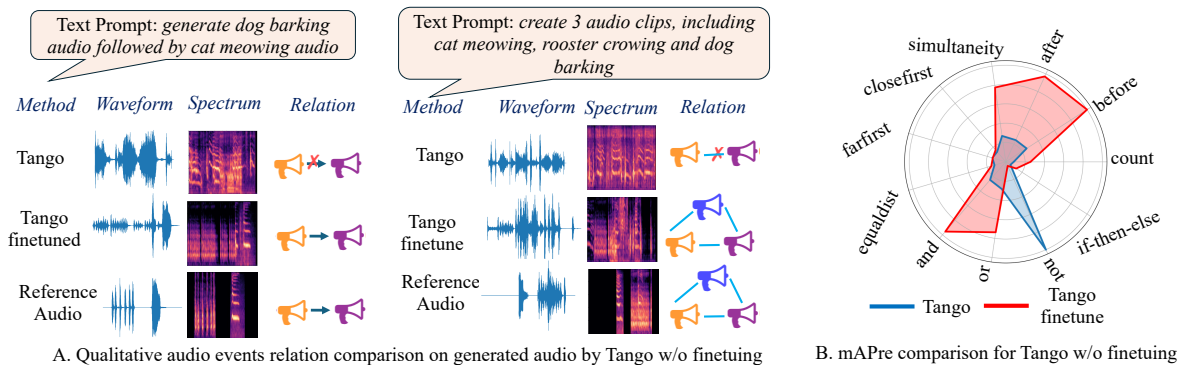 Text Prompt: generate dog barking
audio followed by cat meowing audio
Method Waveform Spectrum Relation
Tango
Tango
finetuned
Reference
Audio
Text Prompt: create 3 audio clips, including
cat meowing, rooster crowing and dog
barking
Method Waveform Spectrum Relation
Tango
Tango
finetune
Reference
Audio
A. Qualitative audio events relation comparison on generated audio by Tango w/o finetuing
simultaneity
after
before
count
if-then-else
not
or
and
equaldist
farfirst
closefirst
Tango
Tango
finetune
B. mAPre comparison for Tango w/o finetuing